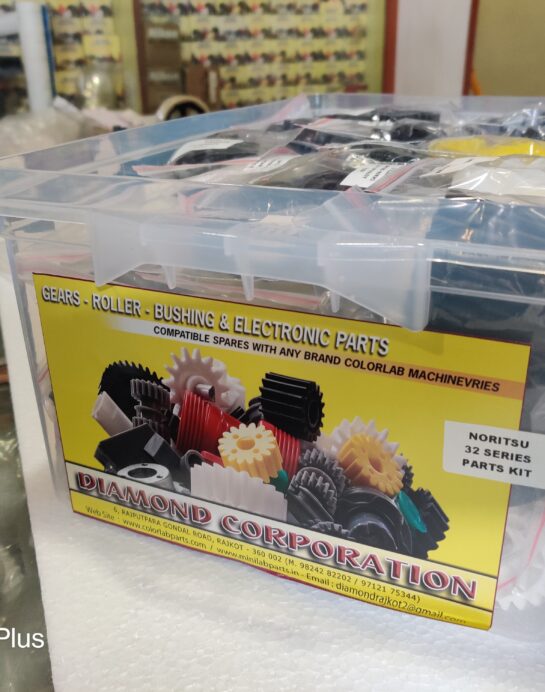 GEARS - ROLLER - BUSHING & ELECTRONIC PARTS
COMPATIBLE SPARES WITH ANY BRAND COLORLAB MACHINEVRIES
NORITSU
32 SERIES
PARTS KIT
DIAMOND CORPORATION
6, RAJPUTPARA GONDAL ROAD, RAJKOT - 360 002 (M. 98242 82202 / 97121 75344)
Web Site - www.colorlabparts.com / www.minilabparts.in - Email : diamondrajkot2@gmail.com
Plus